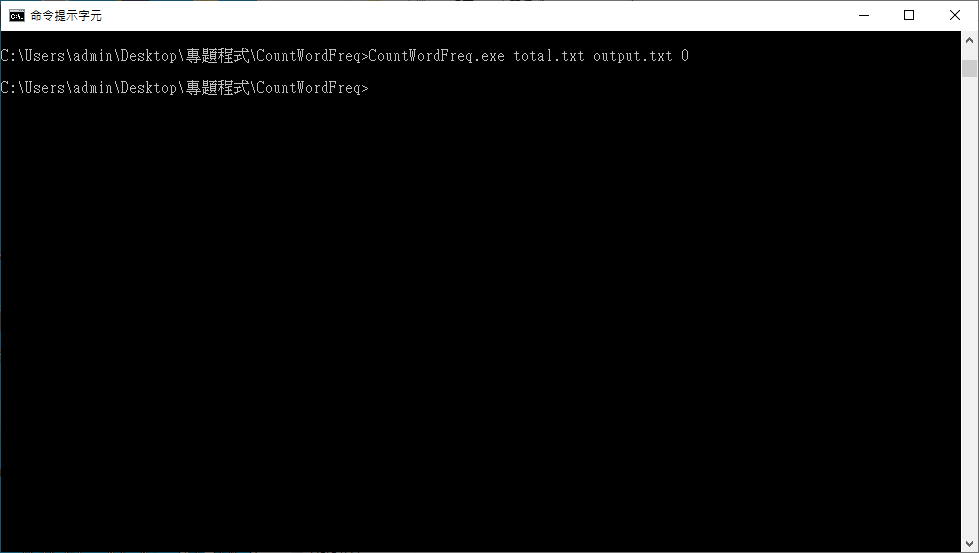 命令提示字元
C:\Users\admin\Desktop\專題程式\CountWordFreq>CountWordFreq.exe total.txt output.txt 0
C:\Users\admin\Desktop\專題程式\CountWordFreq>